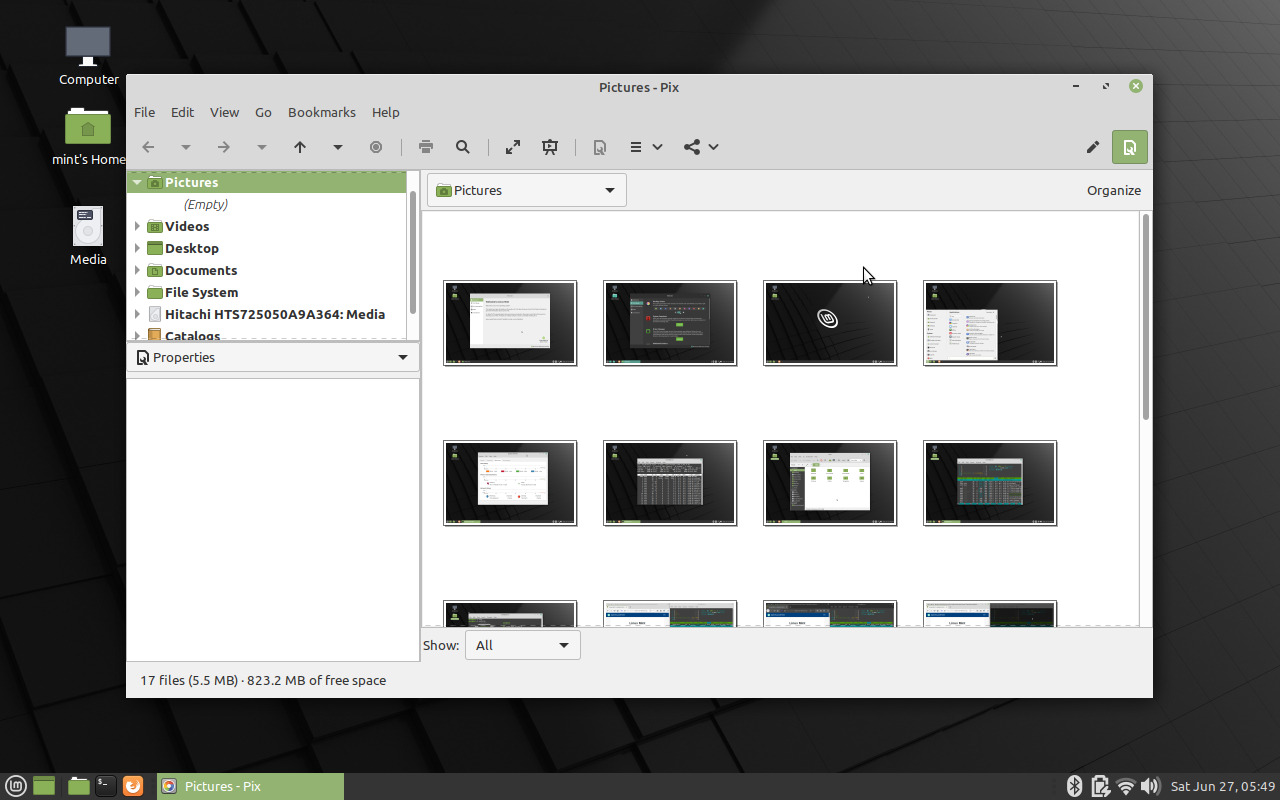 Computer
mint's Home
Media
Pictures - Pix
File Edit View Go Bookmarks Help
Pictures
(Empty)
Videos
Desktop
Documents
File System
Hitachi HTS725050A9A364: Media
Catalogs
Properties
Pictures
Organize
Show: All
17 files (5.5 MB) · 823.2 MB of free space
Pictures - Pix
Sat Jun 27, 05:49